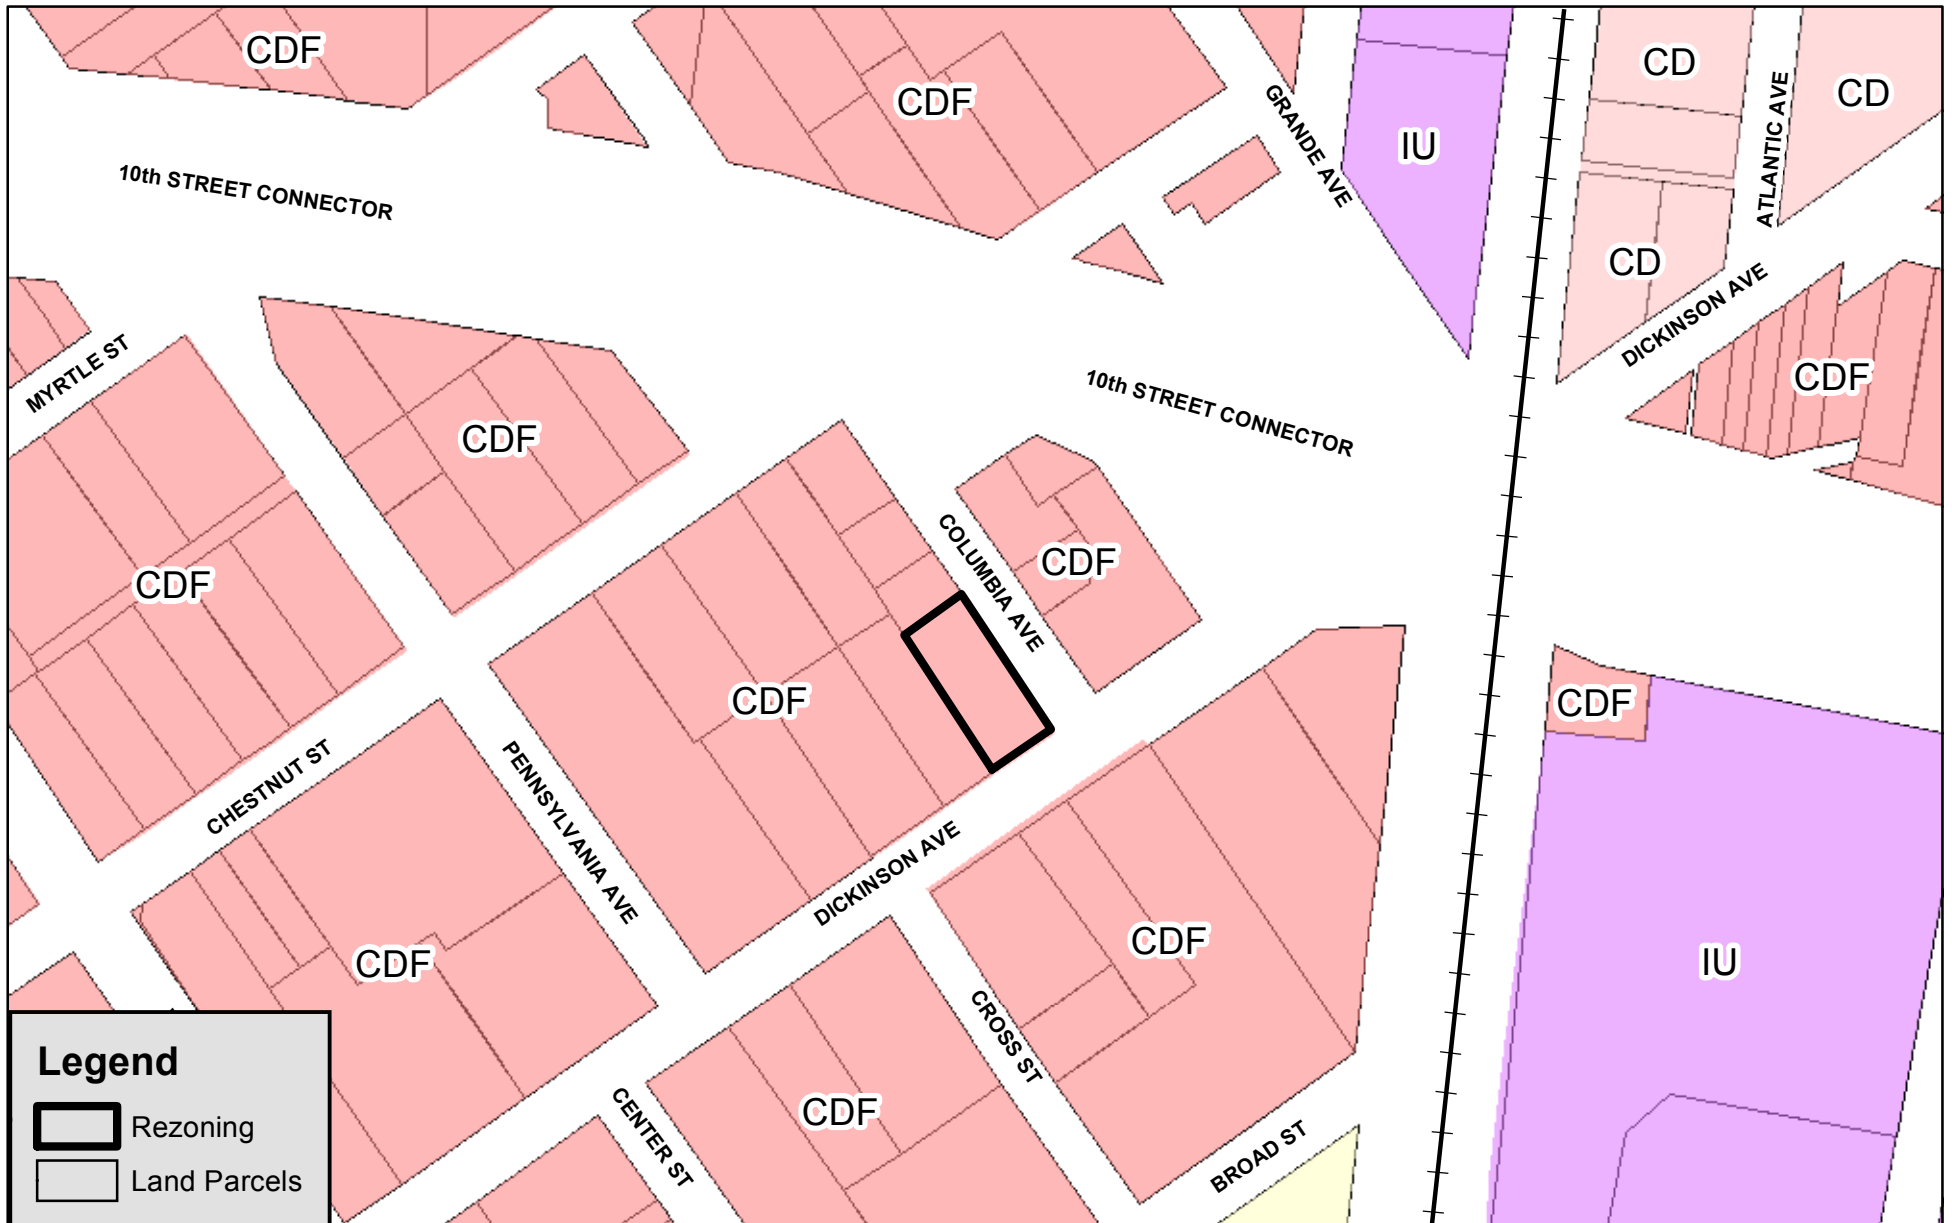 CDF
CDF
CD
CD
IU
GRANDE AVE
ATLANTIC AVE
10th STREET CONNECTOR
CD
DICKINSON AVE
MYRTLE ST
CDF
10th STREET CONNECTOR
CDF
CDF
COLUMBIA AVE
CDF
CDF
CDF
CHESTNUT ST
PENNSYLVANIA AVE
DICKINSON AVE
CDF
CDF
IU
CROSS ST
CENTER ST
CDF
BROAD ST
Legend
Rezoning
Land Parcels